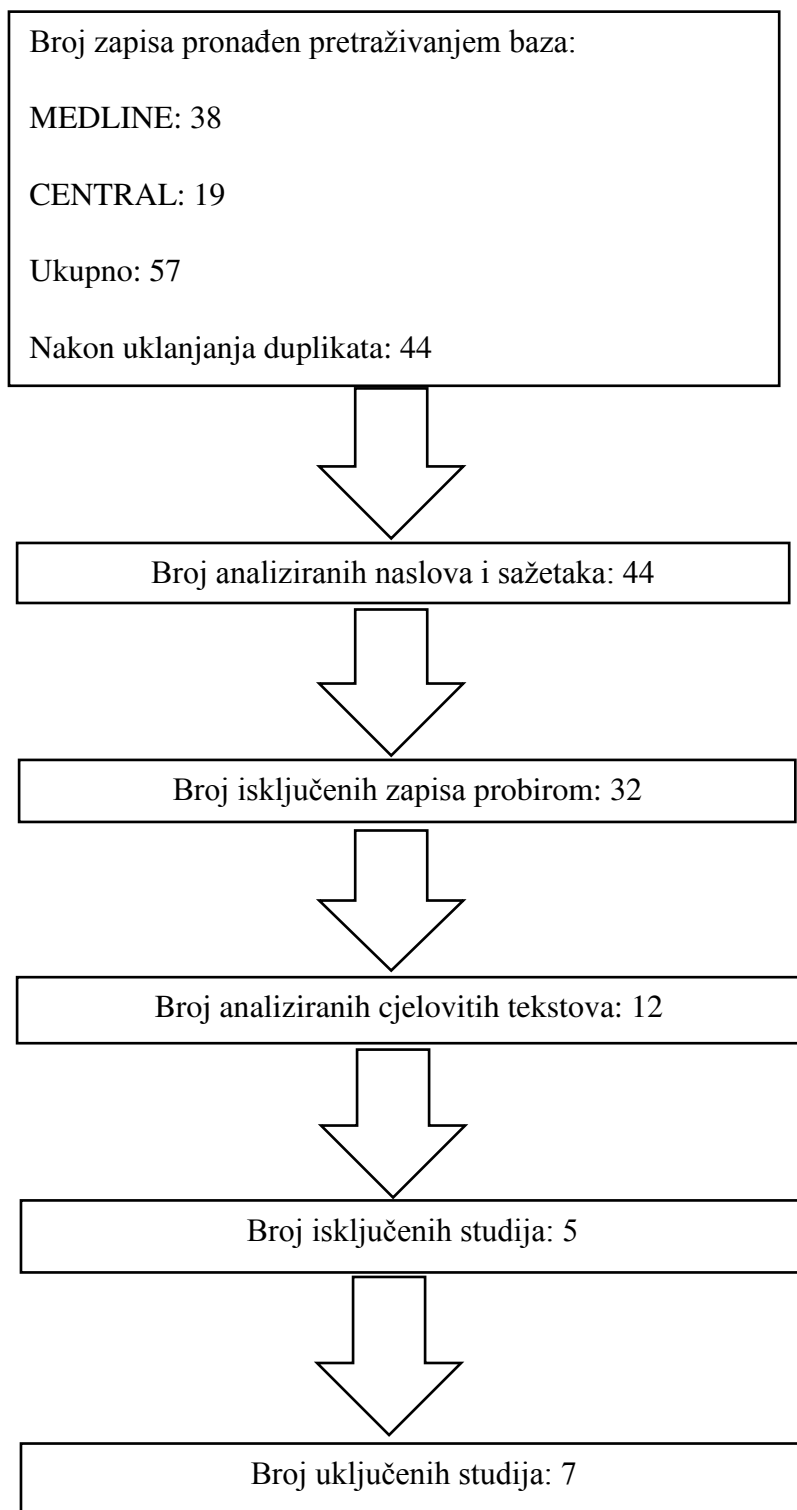 Broj zapisa pronađen pretraživanjem baza:
MEDLINE: 38
CENTRAL: 19
Ukupno: 57
Nakon uklanjanja duplikata: 44
Broj analiziranih naslova i sažetaka: 44
Broj isključenih zapisa probirom: 32
Broj analiziranih cjelovitih tekstova: 12
Broj isključenih studija: 5
Broj uključenih studija: 7